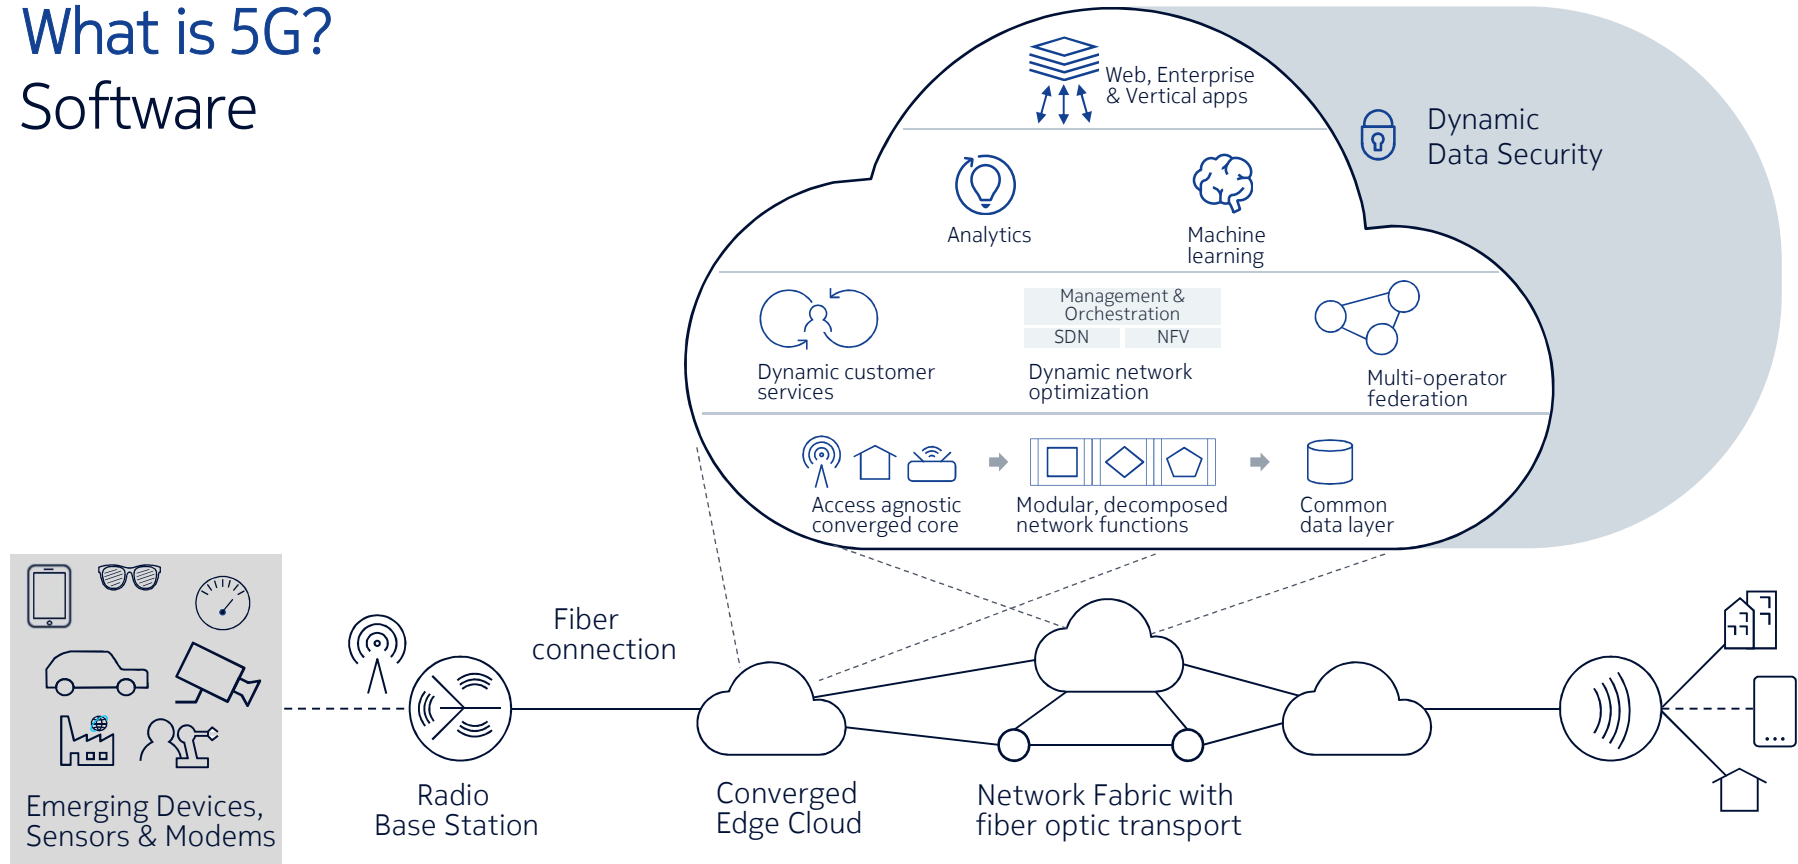 What is 5G?
Software
Web, Enterprise
& Vertical apps
Dynamic
Data Security
Analytics
Machine
learning
Management &
Orchestration
SDN
NFV
Dynamic customer
services
Dynamic network
optimization
Multi-operator
federation
Access agnostic
converged core
Modular, decomposed
network functions
Common
data layer
Fiber
connection
Emerging Devices,
Sensors & Modems
Radio
Base Station
Converged
Edge Cloud
Network Fabric with
fiber optic transport